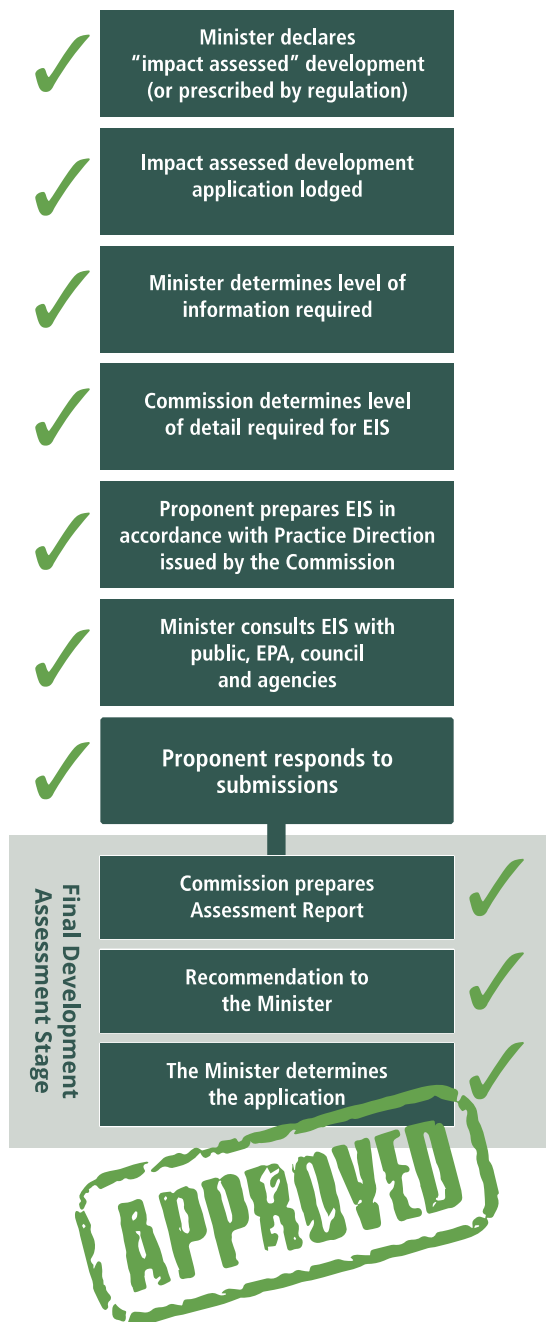 Minister declares
“impact assessed” development
(or prescribed by regulation)
Impact assessed development
application lodged
Minister determines level of
information required
Commission determines level
of detail required for EIS
Proponent prepares EIS in
accordance with Practice Direction
issued by the Commission
Minister consults EIS with
public, EPA, council
and agencies
Proponent responds to
submissions
Final Development
Assessment Stage
Commission prepares
Assessment Report
Recommendation to
the Minister
The Minister determines
the application
APPROVED